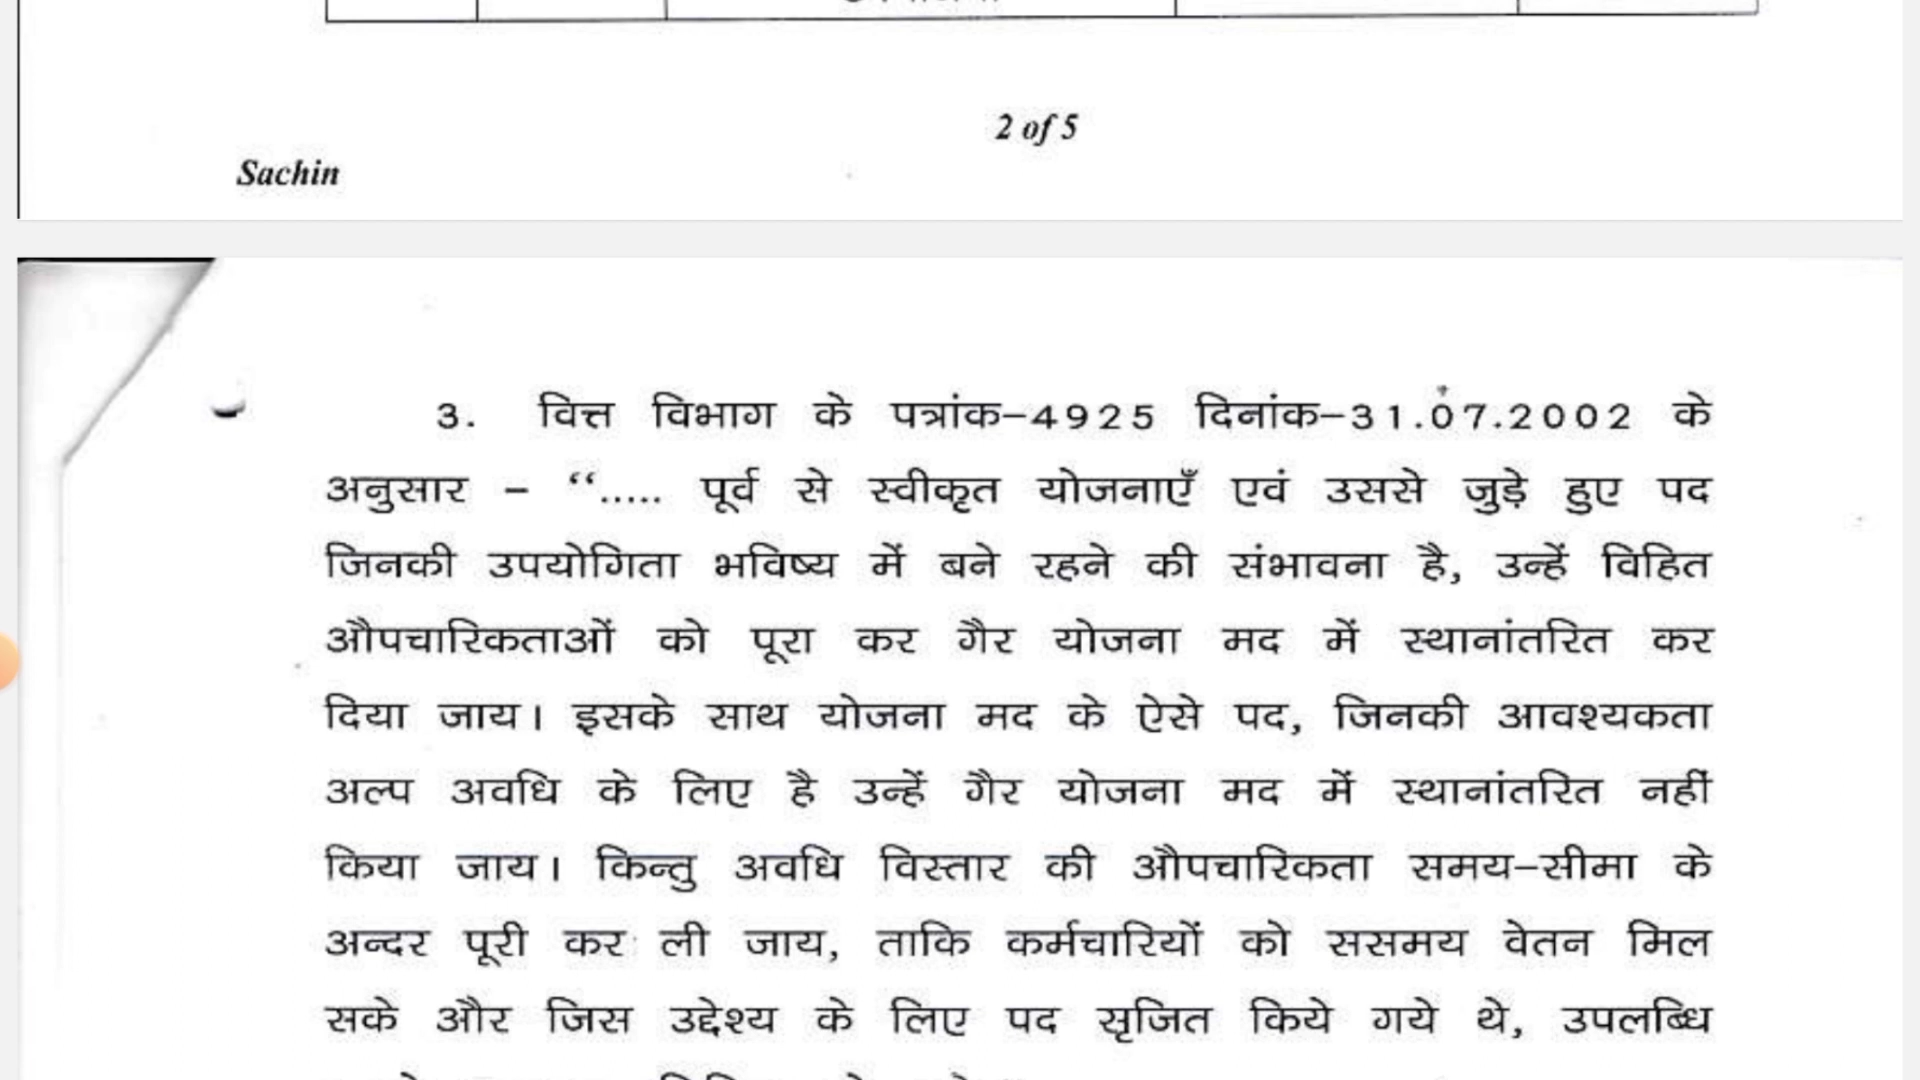 2 of 5
Sachin
3. वित्त विभाग के पत्रांक–4925 दिनांक–31.07.2002 के
अनुसार – “..... पूर्व से स्वीकृत योजनाएँ एवं उससे जुड़े हुए पद
जिनकी उपयोगिता भविष्य में बने रहने की संभावना है, उन्हें विहित
औपचारिकताओं को पूरा कर गैर योजना मद में स्थानांतरित कर
दिया जाय। इसके साथ योजना मद के ऐसे पद, जिनकी आवश्यकता
अल्प अवधि के लिए है उन्हें गैर योजना मद में स्थानांतरित नहीं
किया जाय। किन्तु अवधि विस्तार की औपचारिकता समय–सीमा के
अन्दर पूरी कर ली जाय, ताकि कर्मचारियों को ससमय वेतन मिल
सके और जिस उद्देश्य के लिए पद सृजित किये गये थे, उपलब्धि